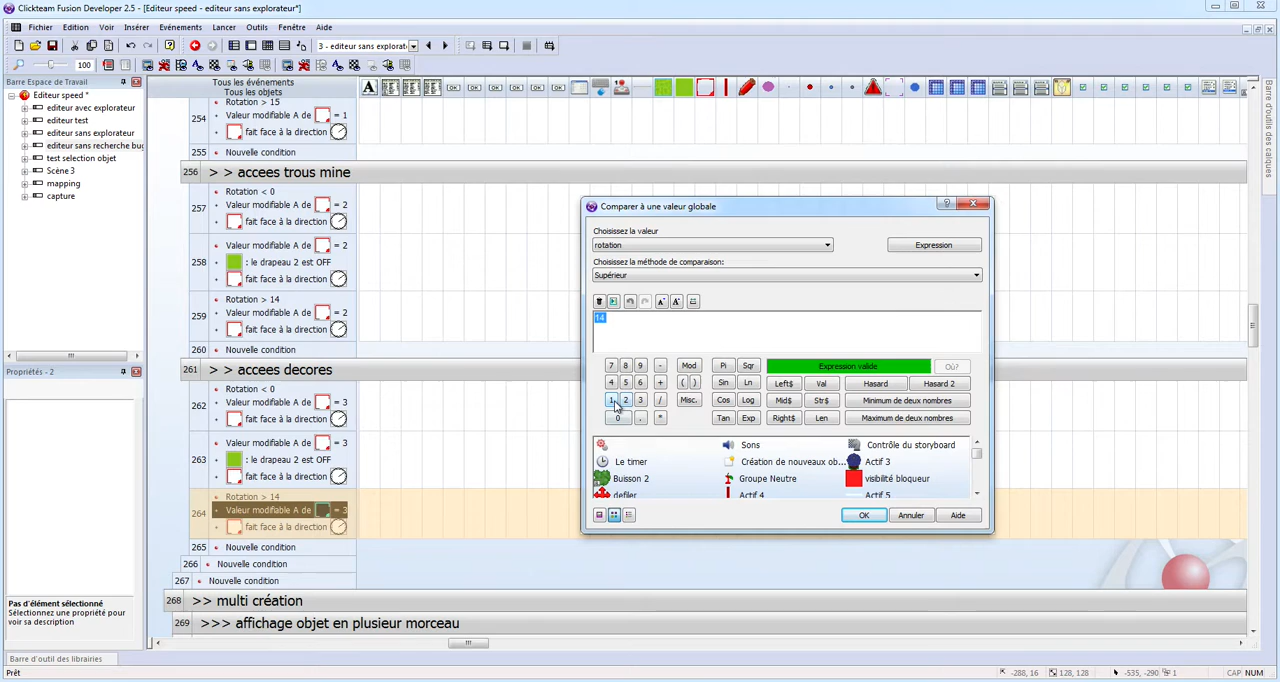 Clickteam Fusion Developer 2.5 - [Editeur speed - editeur sans explorateur*]
Fichier Edition Voir Insérer Evénements Lancer Outils Fenêtre Aide
3 - editeur sans explorat
100
Barre Espace de Travail
Editeur speed *
editeur avec explorateur
editeur test
editeur sans explorateur
editeur sans recherche bug
test selection objet
Scène 3
mapping
capture
Propriétés - 2
Pas d'élément sélectionné
Sélectionnez une propriété pour
voir sa description
Barre d'outil des librairies
Prêt
Tous les événements
Tous les objets
Rotation > 15
254 Valeur modifiable A de = 1
fait face à la direction
255 Nouvelle condition
256 > > accees trous mine
Rotation < 0
257 Valeur modifiable A de = 2
fait face à la direction
Valeur modifiable A de = 2
258 : le drapeau 2 est OFF
fait face à la direction
Rotation > 14
259 Valeur modifiable A de = 2
fait face à la direction
260 Nouvelle condition
261 > > accees decores
Rotation < 0
262 Valeur modifiable A de = 3
fait face à la direction
Valeur modifiable A de = 3
263 : le drapeau 2 est OFF
fait face à la direction
Rotation > 14
264 Valeur modifiable A de = 3
fait face à la direction
265 Nouvelle condition
266 Nouvelle condition
267 Nouvelle condition
268 >> multi création
269 >>> affichage objet en plusieur morceau
Comparer à une valeur globale
Choisissez la valeur
rotation Expression
Choisissez la méthode de comparaison:
Supérieur
14
7 8 9 - Mod Pi Sqr Expression valide Où?
4 5 6 + ( ) Sin Ln Left$ Val Hasard Hasard 2
1 2 3 / Misc. Cos Log Mid$ Str$ Minimum de deux nombres
0 . * Tan Exp Right$ Len Maximum de deux nombres
Sons Contrôle du storyboard
Le timer Création de nouveaux ob... Actif 3
Buisson 2 Groupe Neutre visibilité bloqueur
defiler Actif 4 Actif 5
OK Annuler Aide
Barre d'outils des calques
-288, 16 128, 128 -535, -290 1 CAP NUM